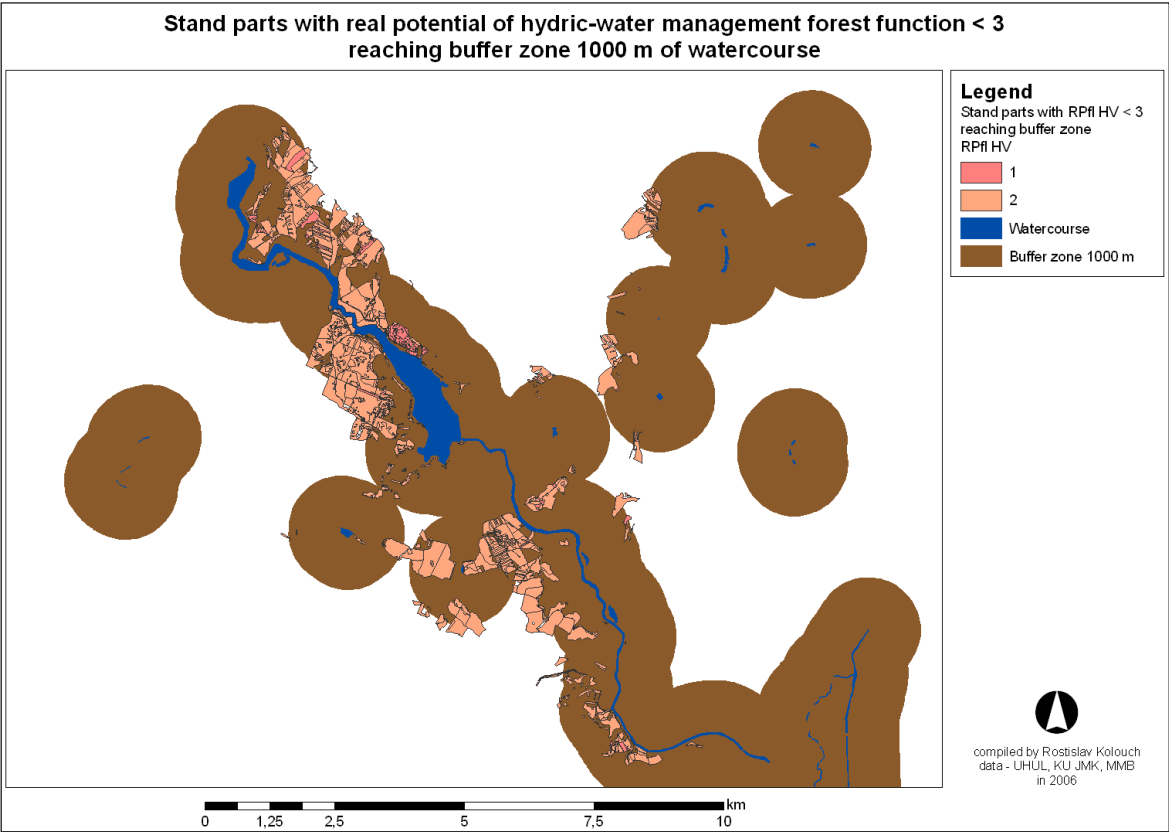 Stand parts with real potential of hydric-water management forest function < 3
reaching buffer zone 1000 m of watercourse
Legend
Stand parts with RPfl HV < 3
reaching buffer zone
RPfl HV
1
2
Watercourse
Buffer zone 1000 m
compiled by Rostislav Kolouch
data - UHUL, KU JMK, MMB
in 2006
km
0 1,25 2,5 5 7,5 10